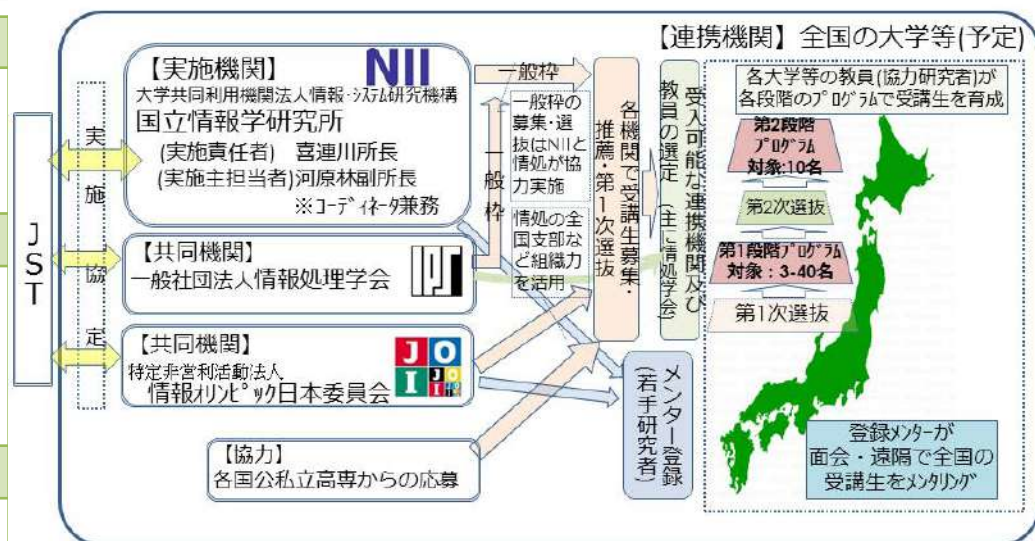 JST
実施協定
【実施機関】
NII
大学共同利用機関法人情報・システム研究機構
国立情報学研究所
(実施責任者) 喜連川所長
(実施主担当者)河原林副所長
※コーディネータ兼務
【共同機関】
一般社団法人情報処理学会
IPSJ
【共同機関】
特定非営利活動法人
情報オリンピック日本委員会
JOI
JOI
【協力】
各国公私立高専からの応募
一般枠
一般枠
一般枠の
募集・選
抜はNIIと
情処が協
力実施
情処の全
国支部な
ど組織力
を活用
各機関で受講生募集・
推薦・第1次選抜
受入可能な連携機関及び
教員の選定 (主に情処学会)
メンター登録
(若手研究者)
【連携機関】全国の大学等(予定)
各大学等の教員(協力研究者)が
各段階のプログラムで受講生を育成
第2段階
プログラム
対象:10名
第2次選抜
第1段階プログラム
対象:3-40名
第1次選抜
登録メンターが
面会・遠隔で全国の
受講生をメンタリング